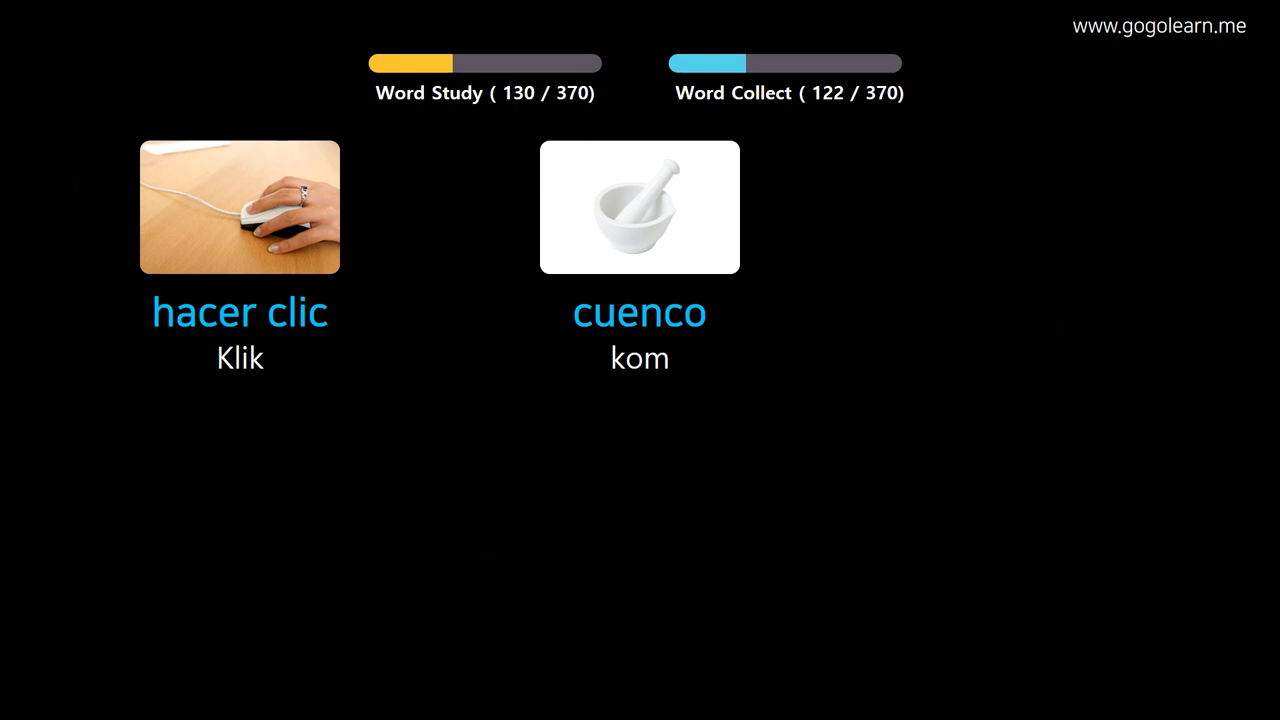 www.gogolearn.me
Word Study ( 130 / 370)
Word Collect ( 122 / 370)
hacer clic
Klik
cuenco
kom